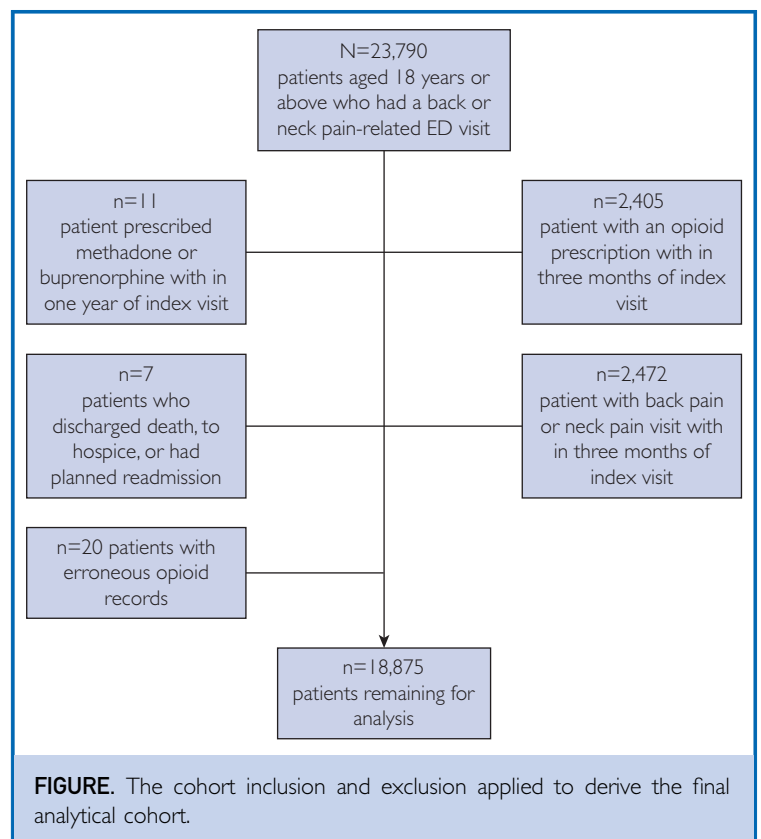 N=23,790
patients aged 18 years or
above who had a back or
neck pain-related ED visit
n=11
patient prescribed
methadone or
buprenorphine with in
one year of index visit
n=2,405
patient with an opioid
prescription with in
three months of index
visit
n=7
patients who
discharged death, to
hospice, or had
planned readmission
n=2,472
patient with back pain
or neck pain visit with
in three months of
index visit
n=20 patients with
erroneous opioid
records
n=18,875
patients remaining for
analysis
FIGURE. The cohort inclusion and exclusion applied to derive the final
analytical cohort.